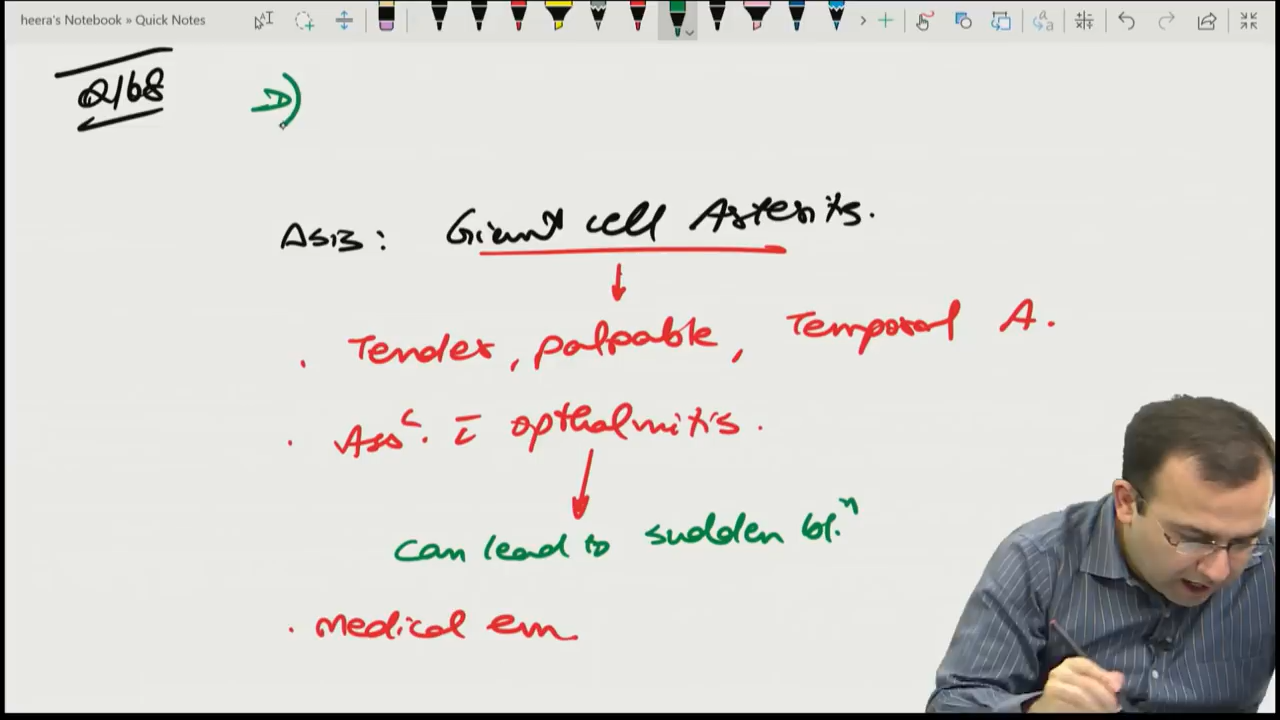 heera's Notebook » Quick Notes
Q168
D)
Ans:
Giant cell Arteritis.
. Tender, palpable, Temporal A.
. Assc. c opthalmitis.
can lead to sudden bl.n
. medical em